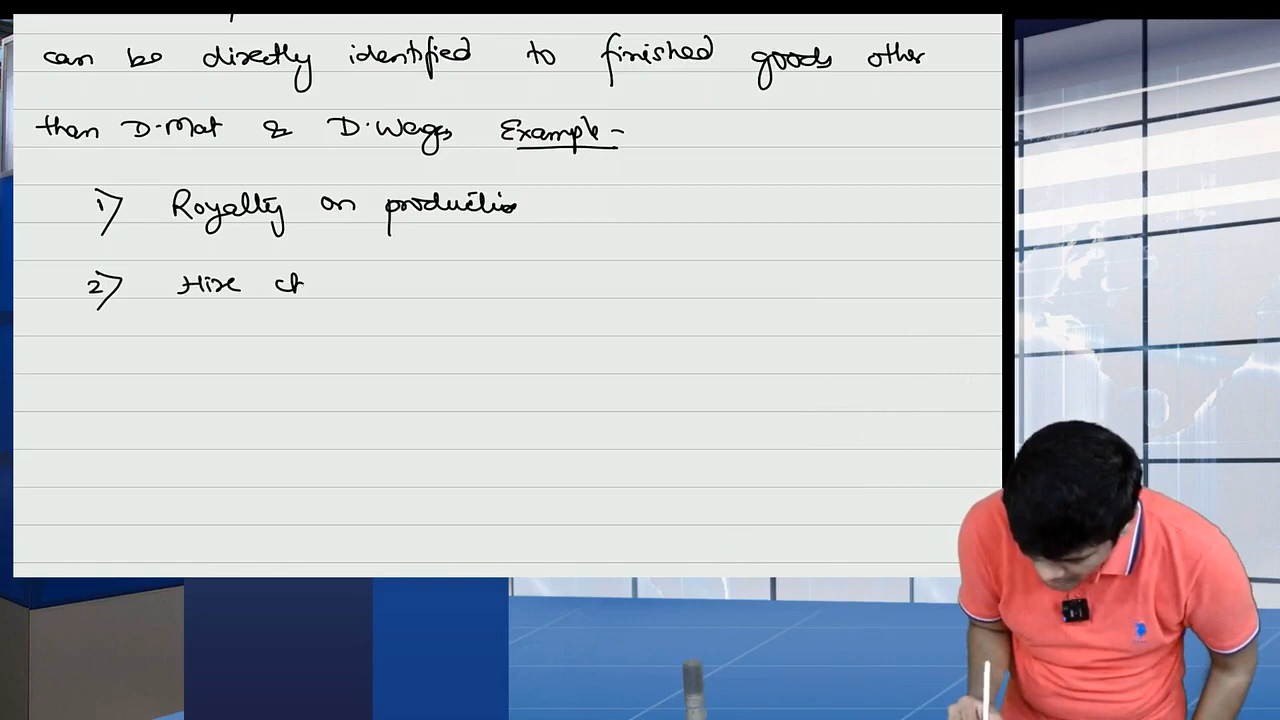 can be directly identified to finished goods other
than D.Mat & D.Wages Example-
1) Royalty on production
2) Hire ch